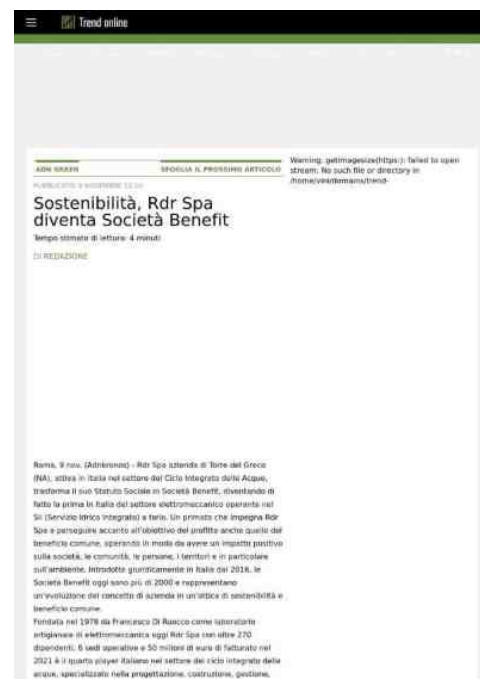 Trend online
ADN GREEN
SFOGLIA IL PROSSIMO ARTICOLO
PUBBLICATO 9 NOVEMBRE
Sostenibilità, Rdr Spa
diventa Società Benefit
Tempo stimato di lettura: 4 minuti
DI REDAZIONE
Warning: getimagesize(https:): failed to open
stream: No such file or directory in
/home/ves/domains/trend-
Roma, 9 nov. (Adnkronos) - Rdr Spa azienda di Torre del Greco
(NA), attiva in Italia nel settore del Ciclo Integrato delle Acque,
trasforma il suo Statuto Sociale in Società Benefit, diventando di
fatto la prima in Italia del settore elettromeccanico operante nel
SII (Servizio Idrico Integrato) a farlo. Un primato che impegna Rdr
Spa a perseguire accanto all'obiettivo del profitto anche quello del
beneficio comune, operando in modo da avere un impatto positivo
sulla società, le comunità, le persone, i territori e in particolare
sull'ambiente. Introdotte giuridicamente in Italia dal 2016, le
Società Benefit oggi sono più di 2000 e rappresentano
un'evoluzione del concetto di azienda in un'ottica di sostenibilità e
beneficio comune.
Fondata nel 1978 da Francesco Di Ruocco come laboratorio
artigianale di elettromeccanica oggi Rdr Spa con oltre 270
dipendenti, 6 sedi operative e 50 milioni di euro di fatturato nel
2021 è il quarto player italiano nel settore del ciclo integrato delle
acque, specializzato nella progettazione, costruzione, gestione,